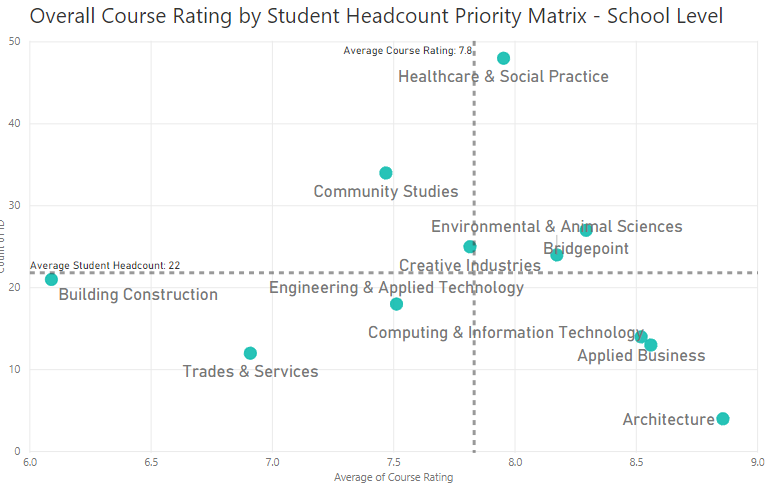 Overall Course Rating by Student Headcount Priority Matrix - School Level
50
Average Course Rating: 7.8
Healthcare & Social Practice
40
Community Studies
30
Environmental & Animal Sciences
Bridgepoint
Creative Industries
Average Student Headcount: 22
Count of ID
20
Engineering & Applied Technology
Building Construction
Computing & Information Technology
Applied Business
Trades & Services
10
Architecture
0
6.0 6.5 7.0 7.5 8.0 8.5 9.0
Average of Course Rating